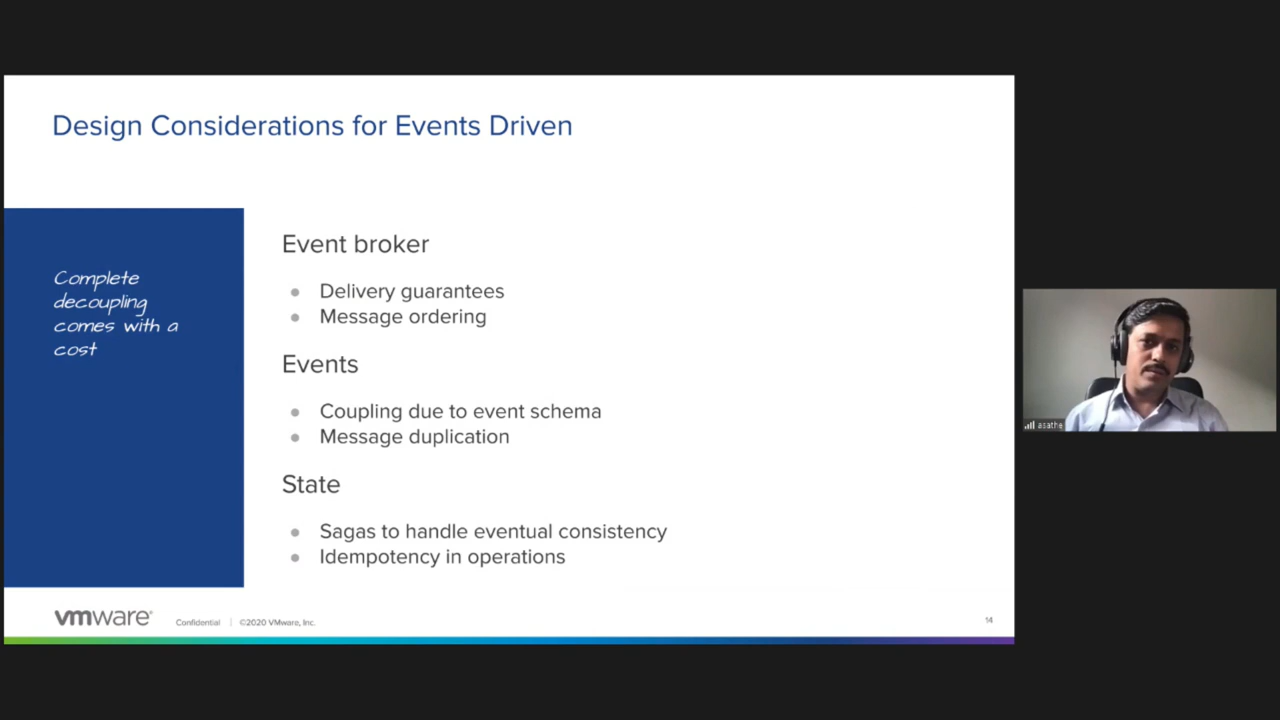 Design Considerations for Events Driven
Complete
decoupling
comes with a
cost
Event broker
Delivery guarantees
Message ordering
Events
Coupling due to event schema
Message duplication
State
Sagas to handle eventual consistency
Idempotency in operations
vmware®
Confidential | ©2020 VMware, Inc.
14
asathe